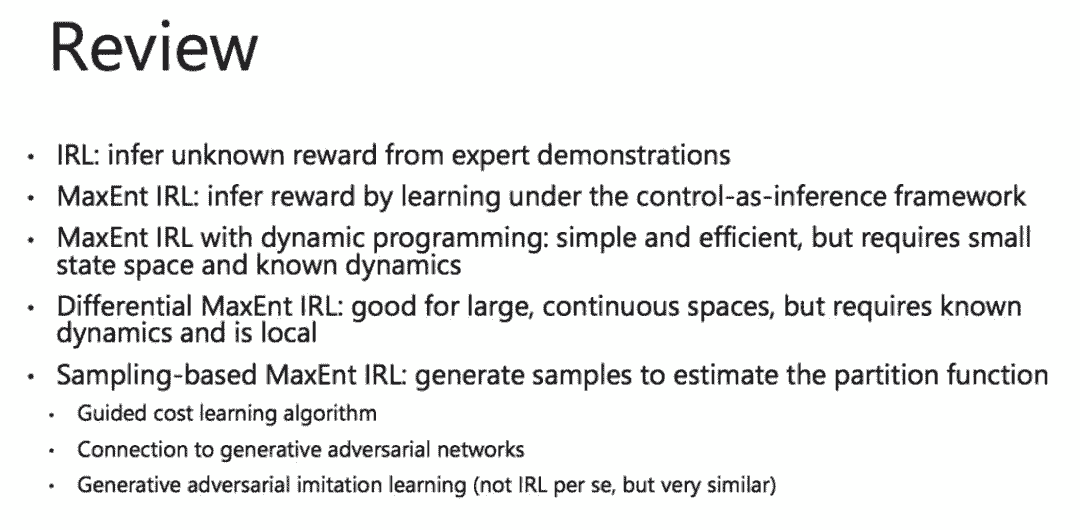 Review
• IRL: infer unknown reward from expert demonstrations
• MaxEnt IRL: infer reward by learning under the control-as-inference framework
• MaxEnt IRL with dynamic programming: simple and efficient, but requires small
state space and known dynamics
• Differential MaxEnt IRL: good for large, continuous spaces, but requires known
dynamics and is local
• Sampling-based MaxEnt IRL: generate samples to estimate the partition function
• Guided cost learning algorithm
• Connection to generative adversarial networks
• Generative adversarial imitation learning (not IRL per se, but very similar)